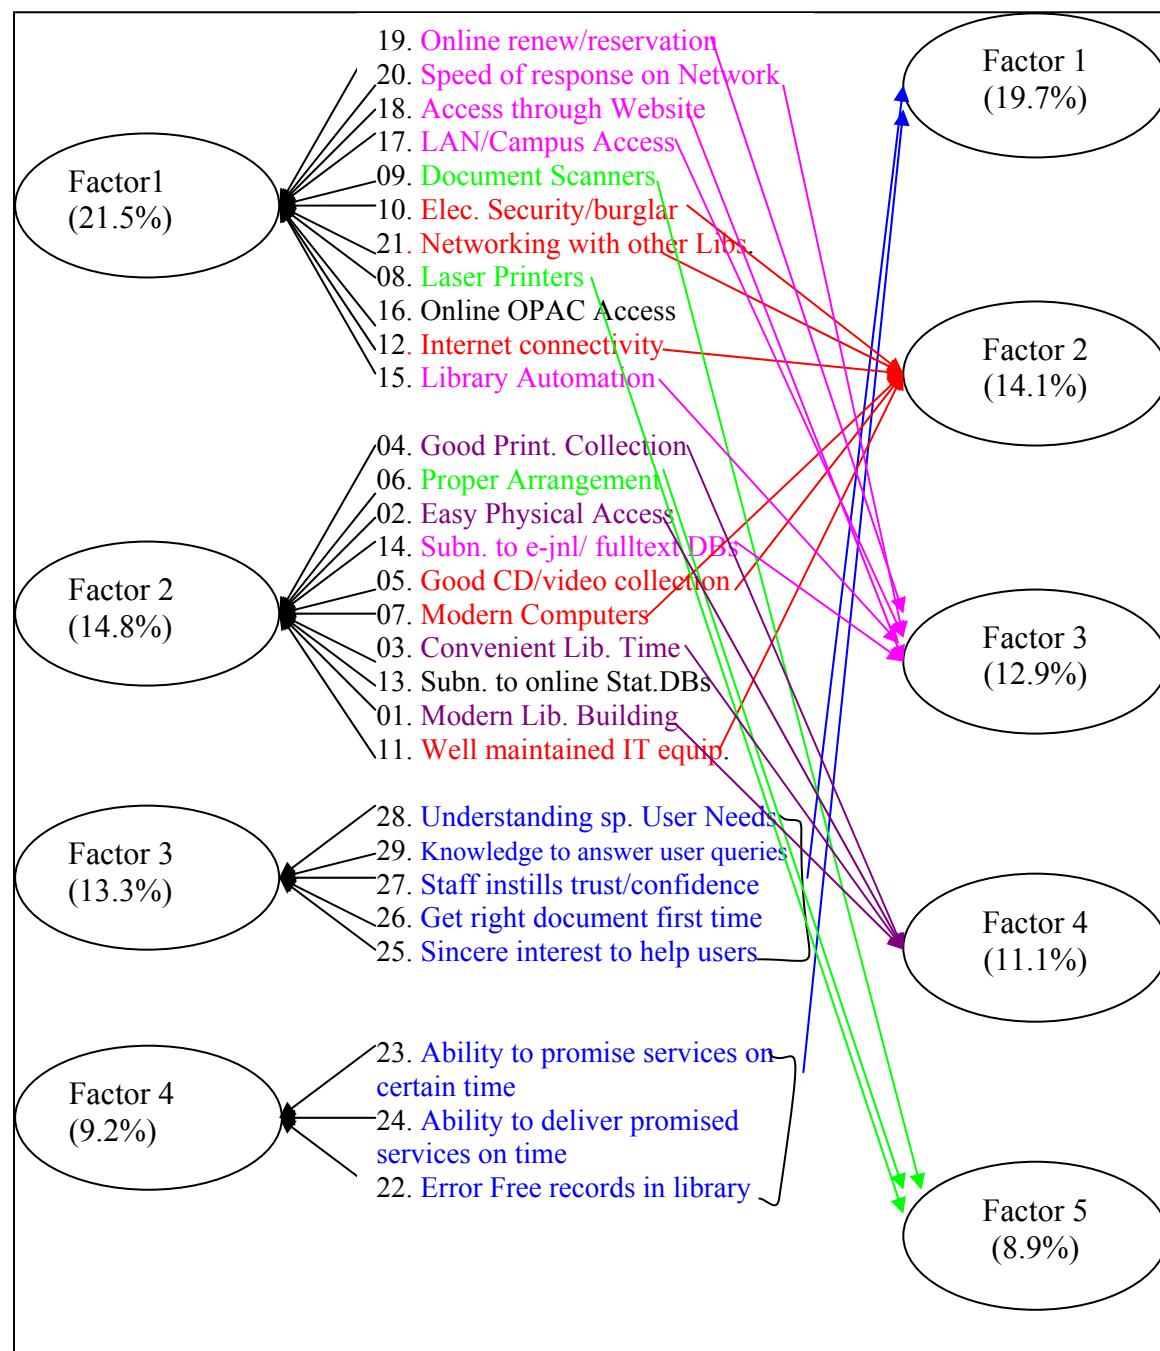 Factor1
(21.5%)
19. Online renew/reservation
20. Speed of response on Network
18. Access through Website
17. LAN/Campus Access
09. Document Scanners
10. Elec. Security/burglar
21. Networking with other Libs.
08. Laser Printers
16. Online OPAC Access
12. Internet connectivity
15. Library Automation
Factor 2
(14.8%)
04. Good Print. Collection
06. Proper Arrangement
02. Easy Physical Access
14. Subn. to e-jnl/ fulltext DBs
05. Good CD/video collection
07. Modern Computers
03. Convenient Lib. Time
13. Subn. to online Stat.DBs
01. Modern Lib. Building
11. Well maintained IT equip.
Factor 3
(13.3%)
28. Understanding sp. User Needs
29. Knowledge to answer user queries
27. Staff instills trust/confidence
26. Get right document first time
25. Sincere interest to help users
Factor 4
(9.2%)
23. Ability to promise services on
certain time
24. Ability to deliver promised
services on time
22. Error Free records in library
Factor 1
(19.7%)
Factor 2
(14.1%)
Factor 3
(12.9%)
Factor 4
(11.1%)
Factor 5
(8.9%)